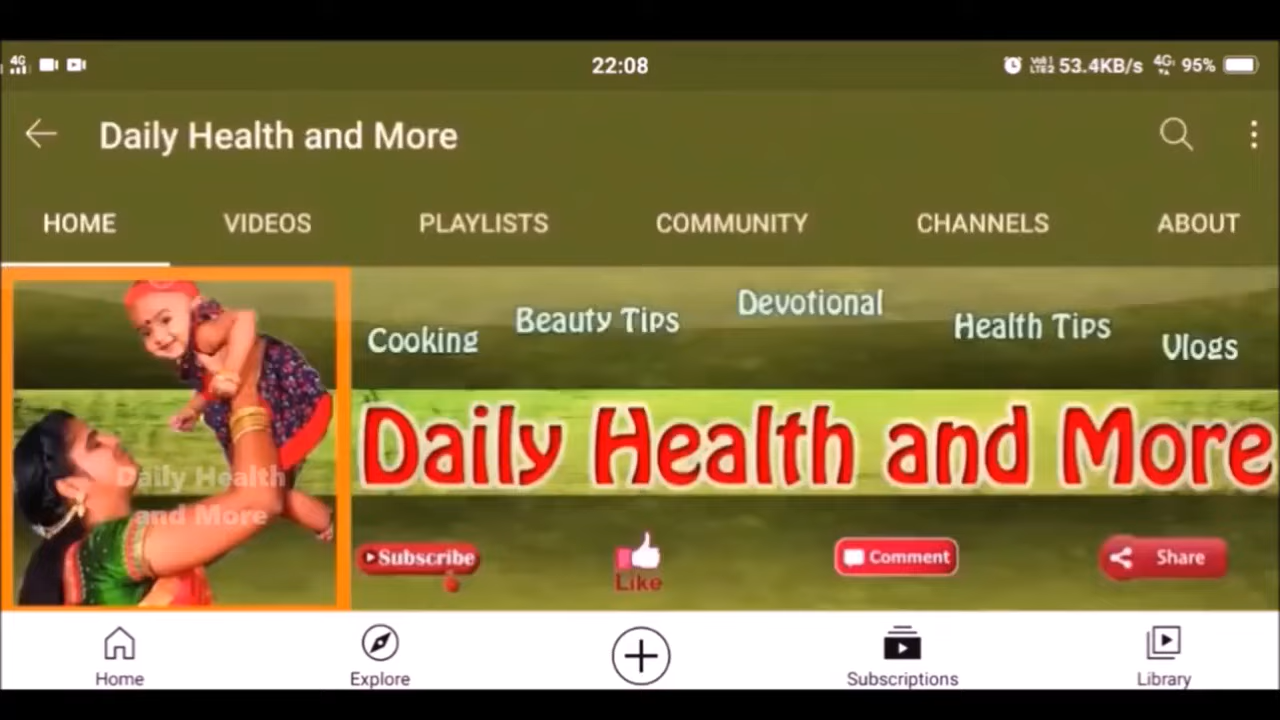 4G 22:08 53.4KB/s 4G 95%
Daily Health and More
HOME VIDEOS PLAYLISTS COMMUNITY CHANNELS ABOUT
Cooking Beauty Tips Devotional Health Tips Vlogs
Daily Health and More
Daily Health
and More
Subscribe Like Comment Share
Home Explore Subscriptions Library